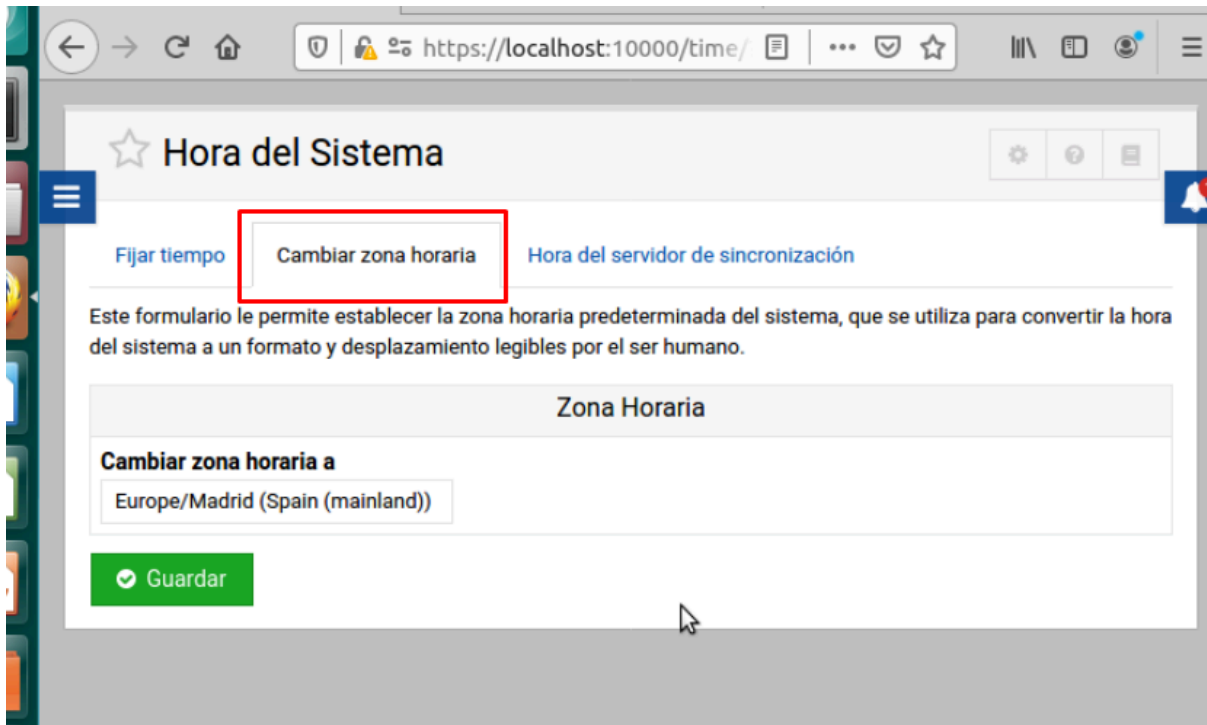 https://localhost:10000/time/
Hora del Sistema
Fijar tiempo
Cambiar zona horaria
Hora del servidor de sincronización
Este formulario le permite establecer la zona horaria predeterminada del sistema, que se utiliza para convertir la hora
del sistema a un formato y desplazamiento legibles por el ser humano.
Zona Horaria
Cambiar zona horaria a
Europe/Madrid (Spain (mainland))
Guardar